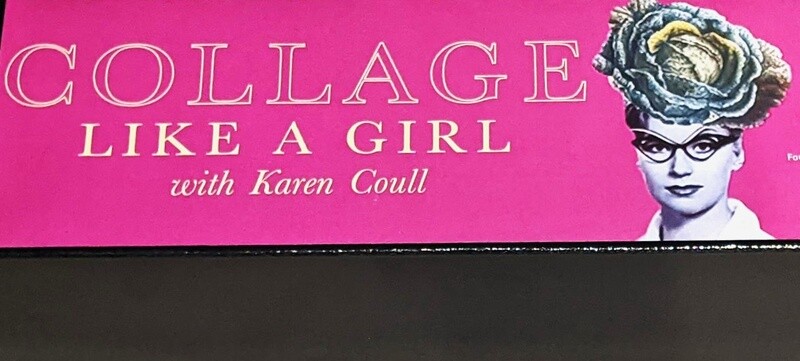 COLLAGE
LIKE A GIRL
with Karen Coull